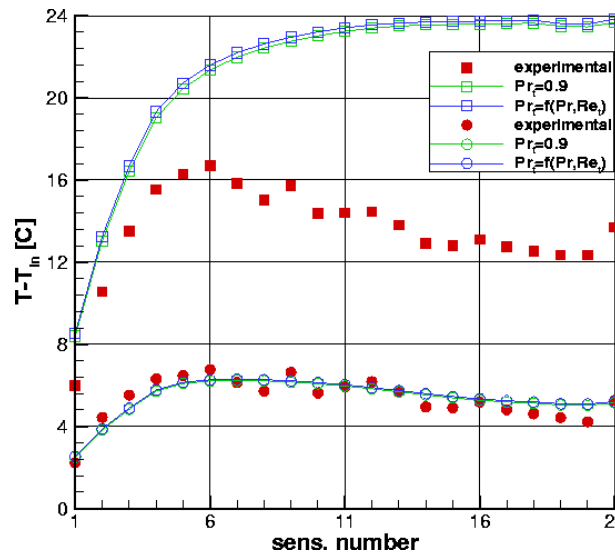 24
20
16
12
8
4
0
T-T_in [C]
experimental
Pr_t=0.9
Pr_t=f(Pr,Re_t)
experimental
Pr_t=0.9
Pr_t=f(Pr,Re_t)
1 6 11 16 2
sens. number